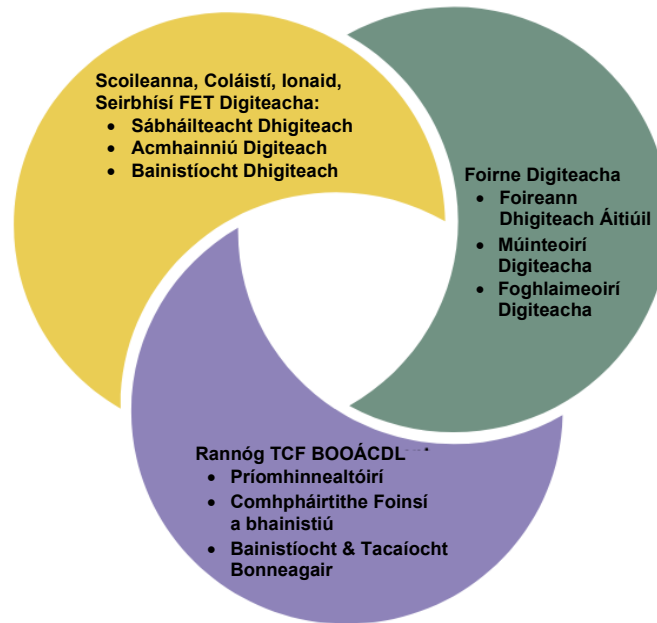 Scoileanna, Coláistí, Ionaid,
Seirbhísí FET Digiteacha:
• Sábháilteacht Dhigiteach
• Acmhainniú Digiteach
• Bainistíocht Dhigiteach
Foirne Digiteacha
• Foireann
Dhigiteach Áitiúil
• Múinteoirí
Digiteacha
• Foghlaimeoirí
Digiteacha
Rannóg TCF BOOÁCDL
• Príomhinnealtóirí
• Comhpháirtithe Foinsí
a bhainistiú
• Bainistíocht & Tacaíocht
Bonneagair